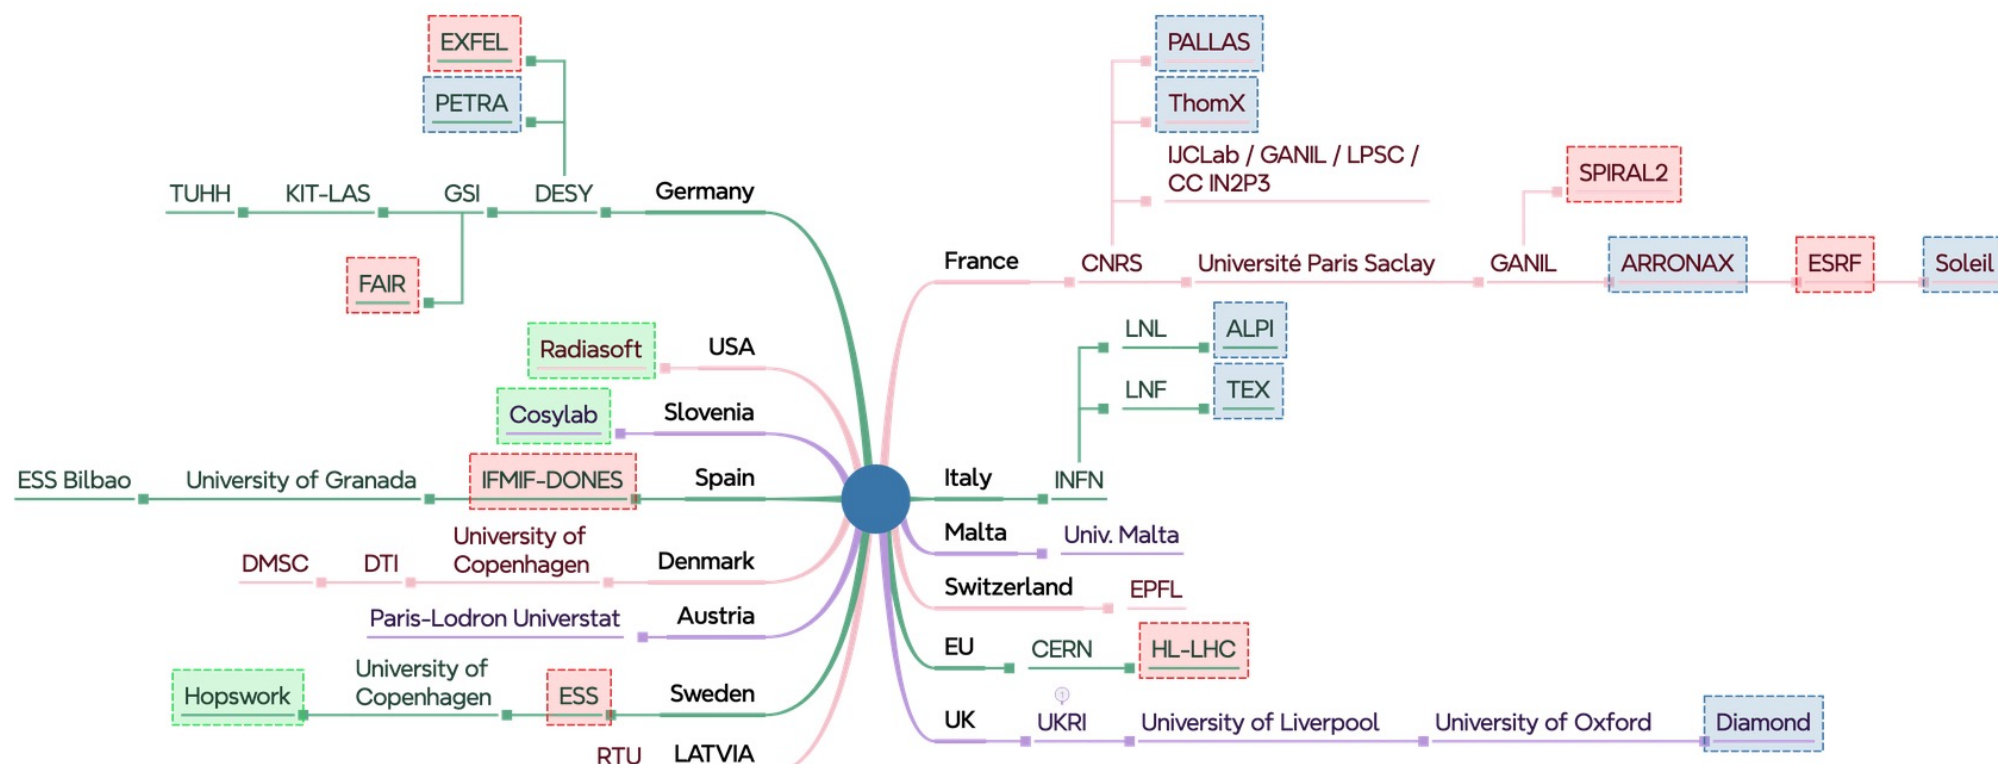 EXFEL
PETRA
TUHH
KIT-LAS
GSI
DESY
Germany
FAIR
Radiasoft
USA
Cosylab
Slovenia
ESS Bilbao
University of Granada
IFMIF-DONES
Spain
DMSC
DTI
University of
Copenhagen
Denmark
Paris-Lodron Universtat
Austria
Hopswork
University of
Copenhagen
ESS
Sweden
RTU
LATVIA
PALLAS
ThomX
IJCLab / GANIL / LPSC /
CC IN2P3
SPIRAL2
France
CNRS
Université Paris Saclay
GANIL
ARRONAX
ESRF
Soleil
LNL
ALPI
LNF
TEX
Italy
INFN
Malta
Univ. Malta
Switzerland
EPFL
EU
CERN
HL-LHC
1
UK
UKRI
University of Liverpool
University of Oxford
Diamond